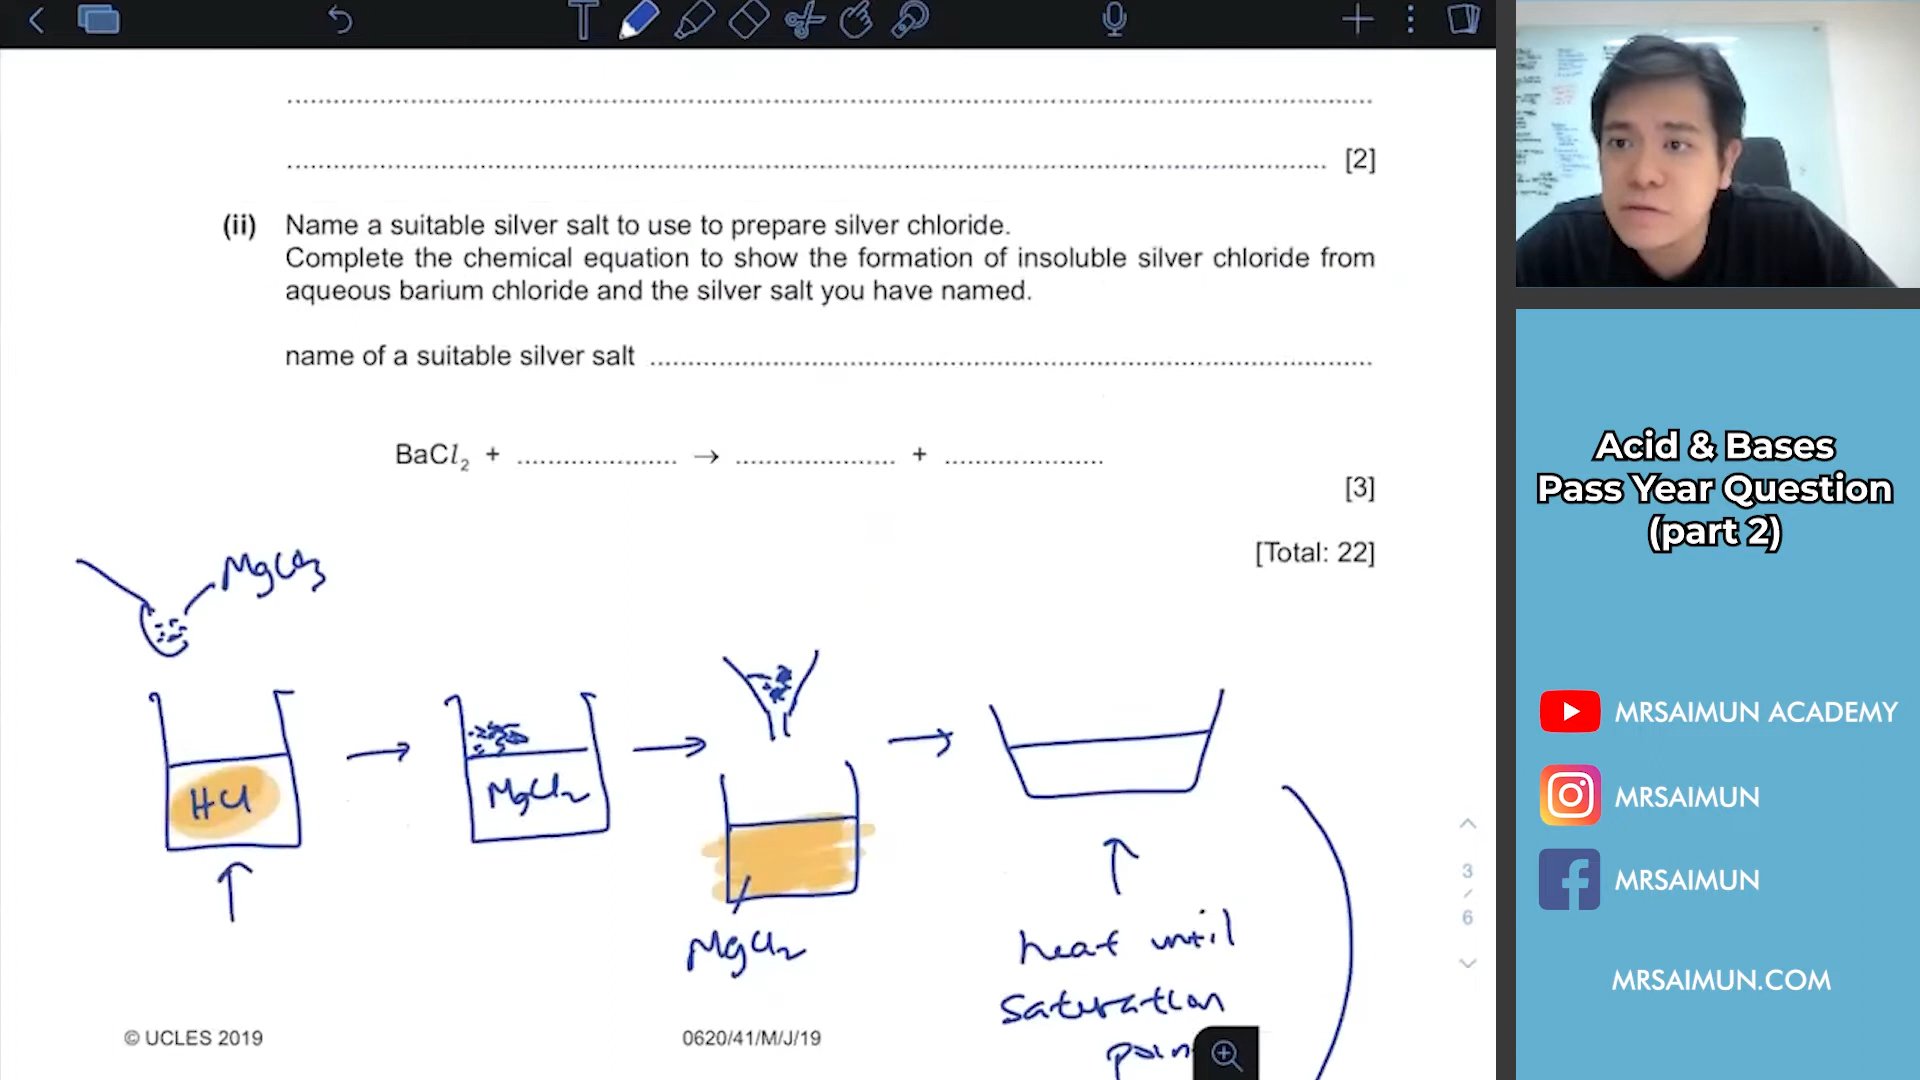 [2]
(ii) Name a suitable silver salt to use to prepare silver chloride.
Complete the chemical equation to show the formation of insoluble silver chloride from
aqueous barium chloride and the silver salt you have named.
name of a suitable silver salt
BaCl₂ + → +
[3]
[Total: 22]
MgCO3
HCl
MgCl2
MgCl2
heat until
saturation
poin
© UCLES 2019
0620/41/M/J/19
3
/
6
Acid & Bases
Pass Year Question
(part 2)
MRSAIMUN ACADEMY
MRSAIMUN
MRSAIMUN
MRSAIMUN.COM